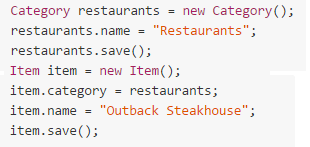 Category restaurants = new Category();
restaurants.name = "Restaurants";
restaurants.save();
Item item = new Item();
item.category = restaurants;
item.name = "Outback Steakhouse";
item.save();